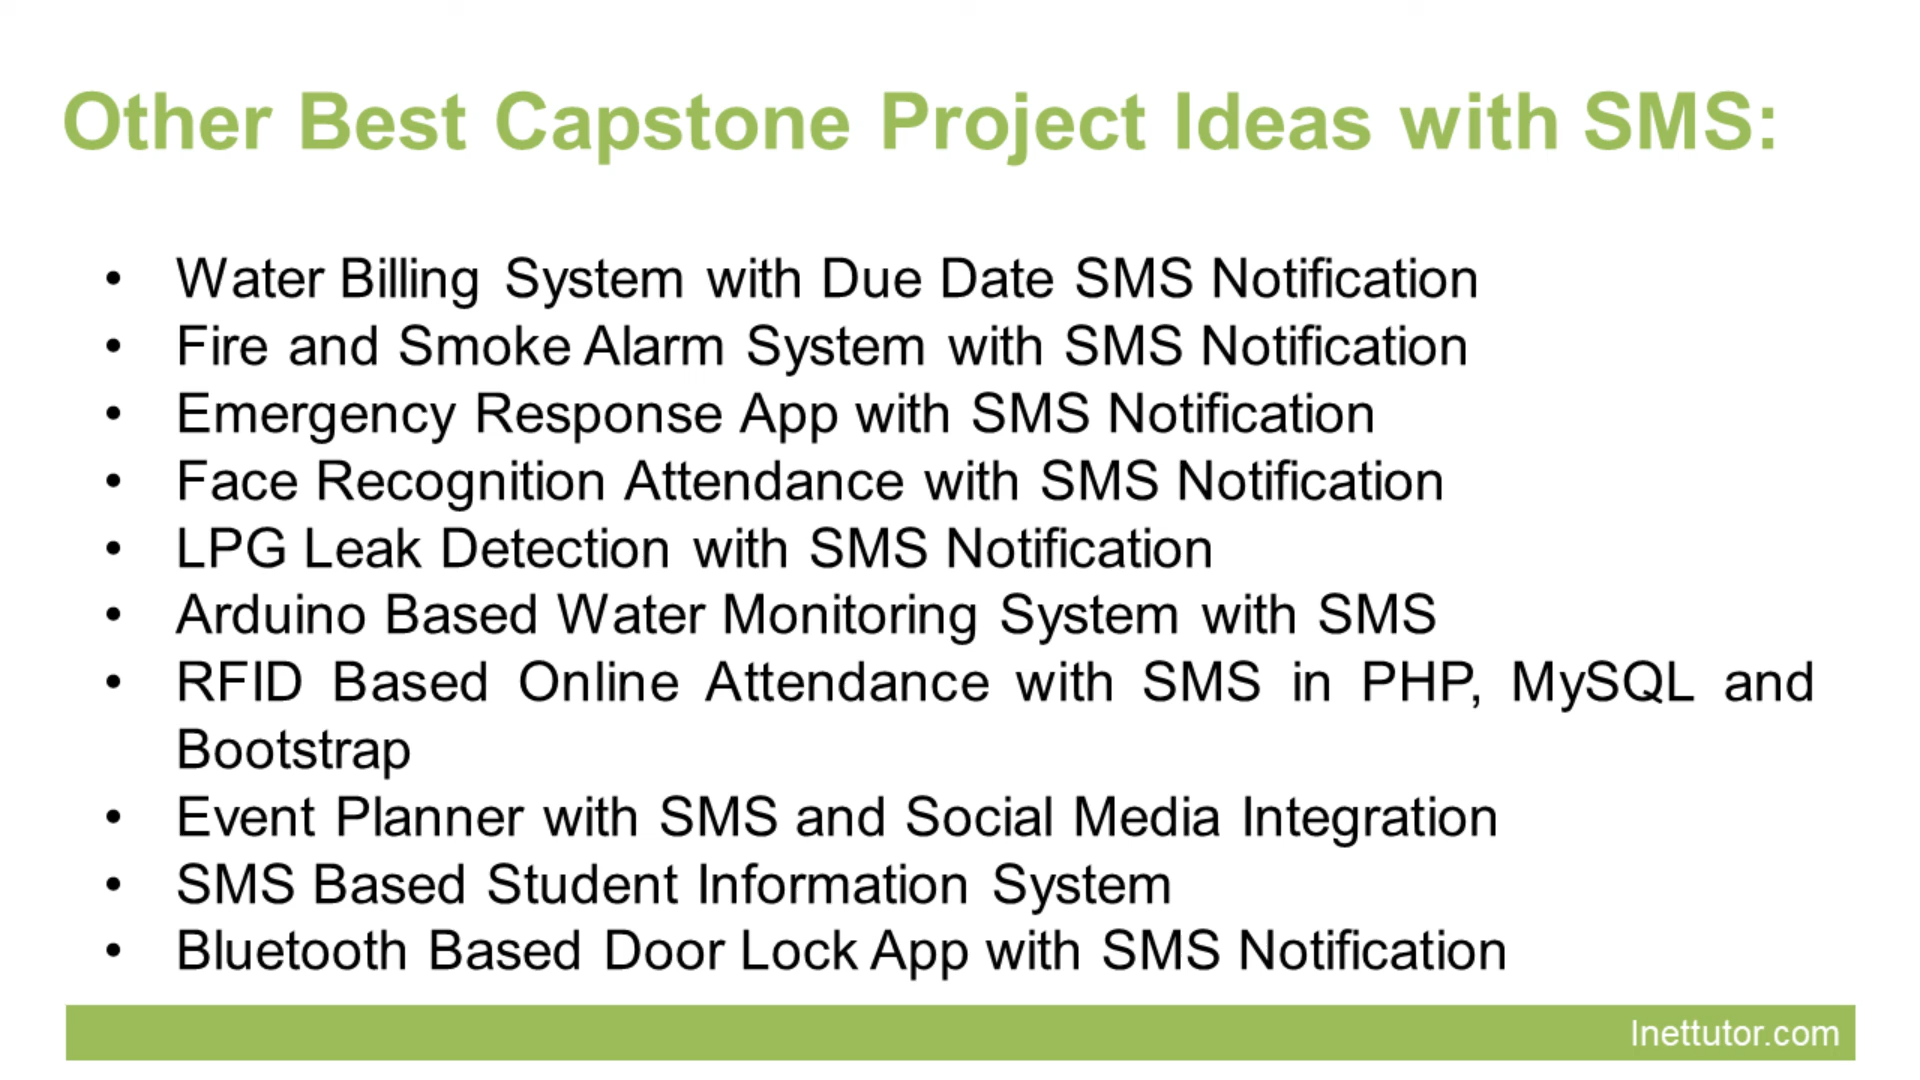 Other Best Capstone Project Ideas with SMS:
• Water Billing System with Due Date SMS Notification
• Fire and Smoke Alarm System with SMS Notification
• Emergency Response App with SMS Notification
• Face Recognition Attendance with SMS Notification
• LPG Leak Detection with SMS Notification
• Arduino Based Water Monitoring System with SMS
• RFID Based Online Attendance with SMS in PHP, MySQL and
Bootstrap
• Event Planner with SMS and Social Media Integration
• SMS Based Student Information System
• Bluetooth Based Door Lock App with SMS Notification
Inettutor.com